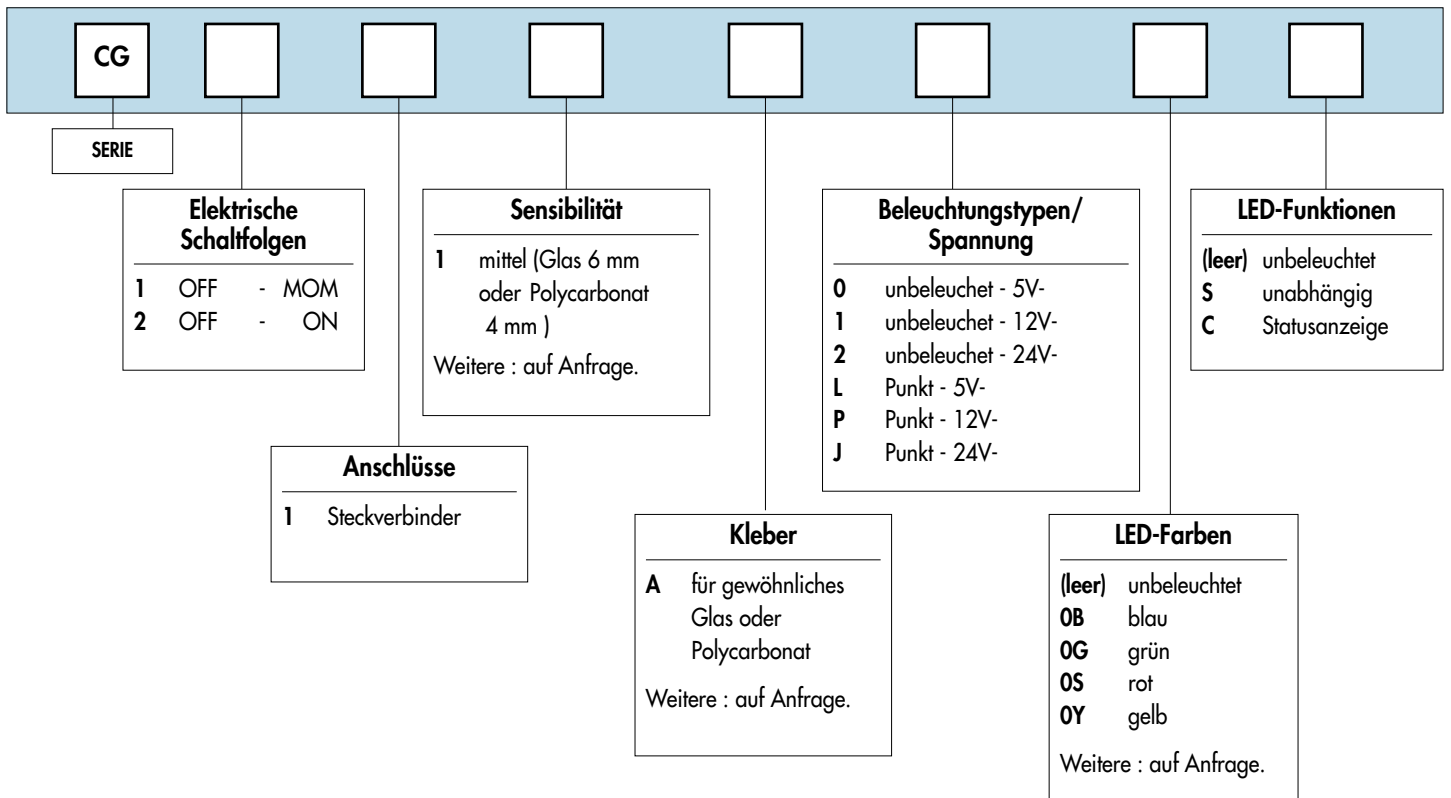 CG
SERIE
Elektrische
Schaltfolgen
1 OFF - MOM
2 OFF - ON
Anschlüsse
1 Steckverbinder
Sensibilität
1 mittel (Glas 6 mm
oder Polycarbonat
4 mm )
Weitere : auf Anfrage.
Kleber
A für gewöhnliches
Glas oder
Polycarbonat
Weitere : auf Anfrage.
Beleuchtungstypen/
Spannung
0 unbeleuchet - 5V-
1 unbeleuchet - 12V-
2 unbeleuchet - 24V-
L Punkt - 5V-
P Punkt - 12V-
J Punkt - 24V-
LED-Farben
(leer) unbeleuchtet
0B blau
0G grün
0S rot
0Y gelb
Weitere : auf Anfrage.
LED-Funktionen
(leer) unbeleuchtet
S unabhängig
C Statusanzeige